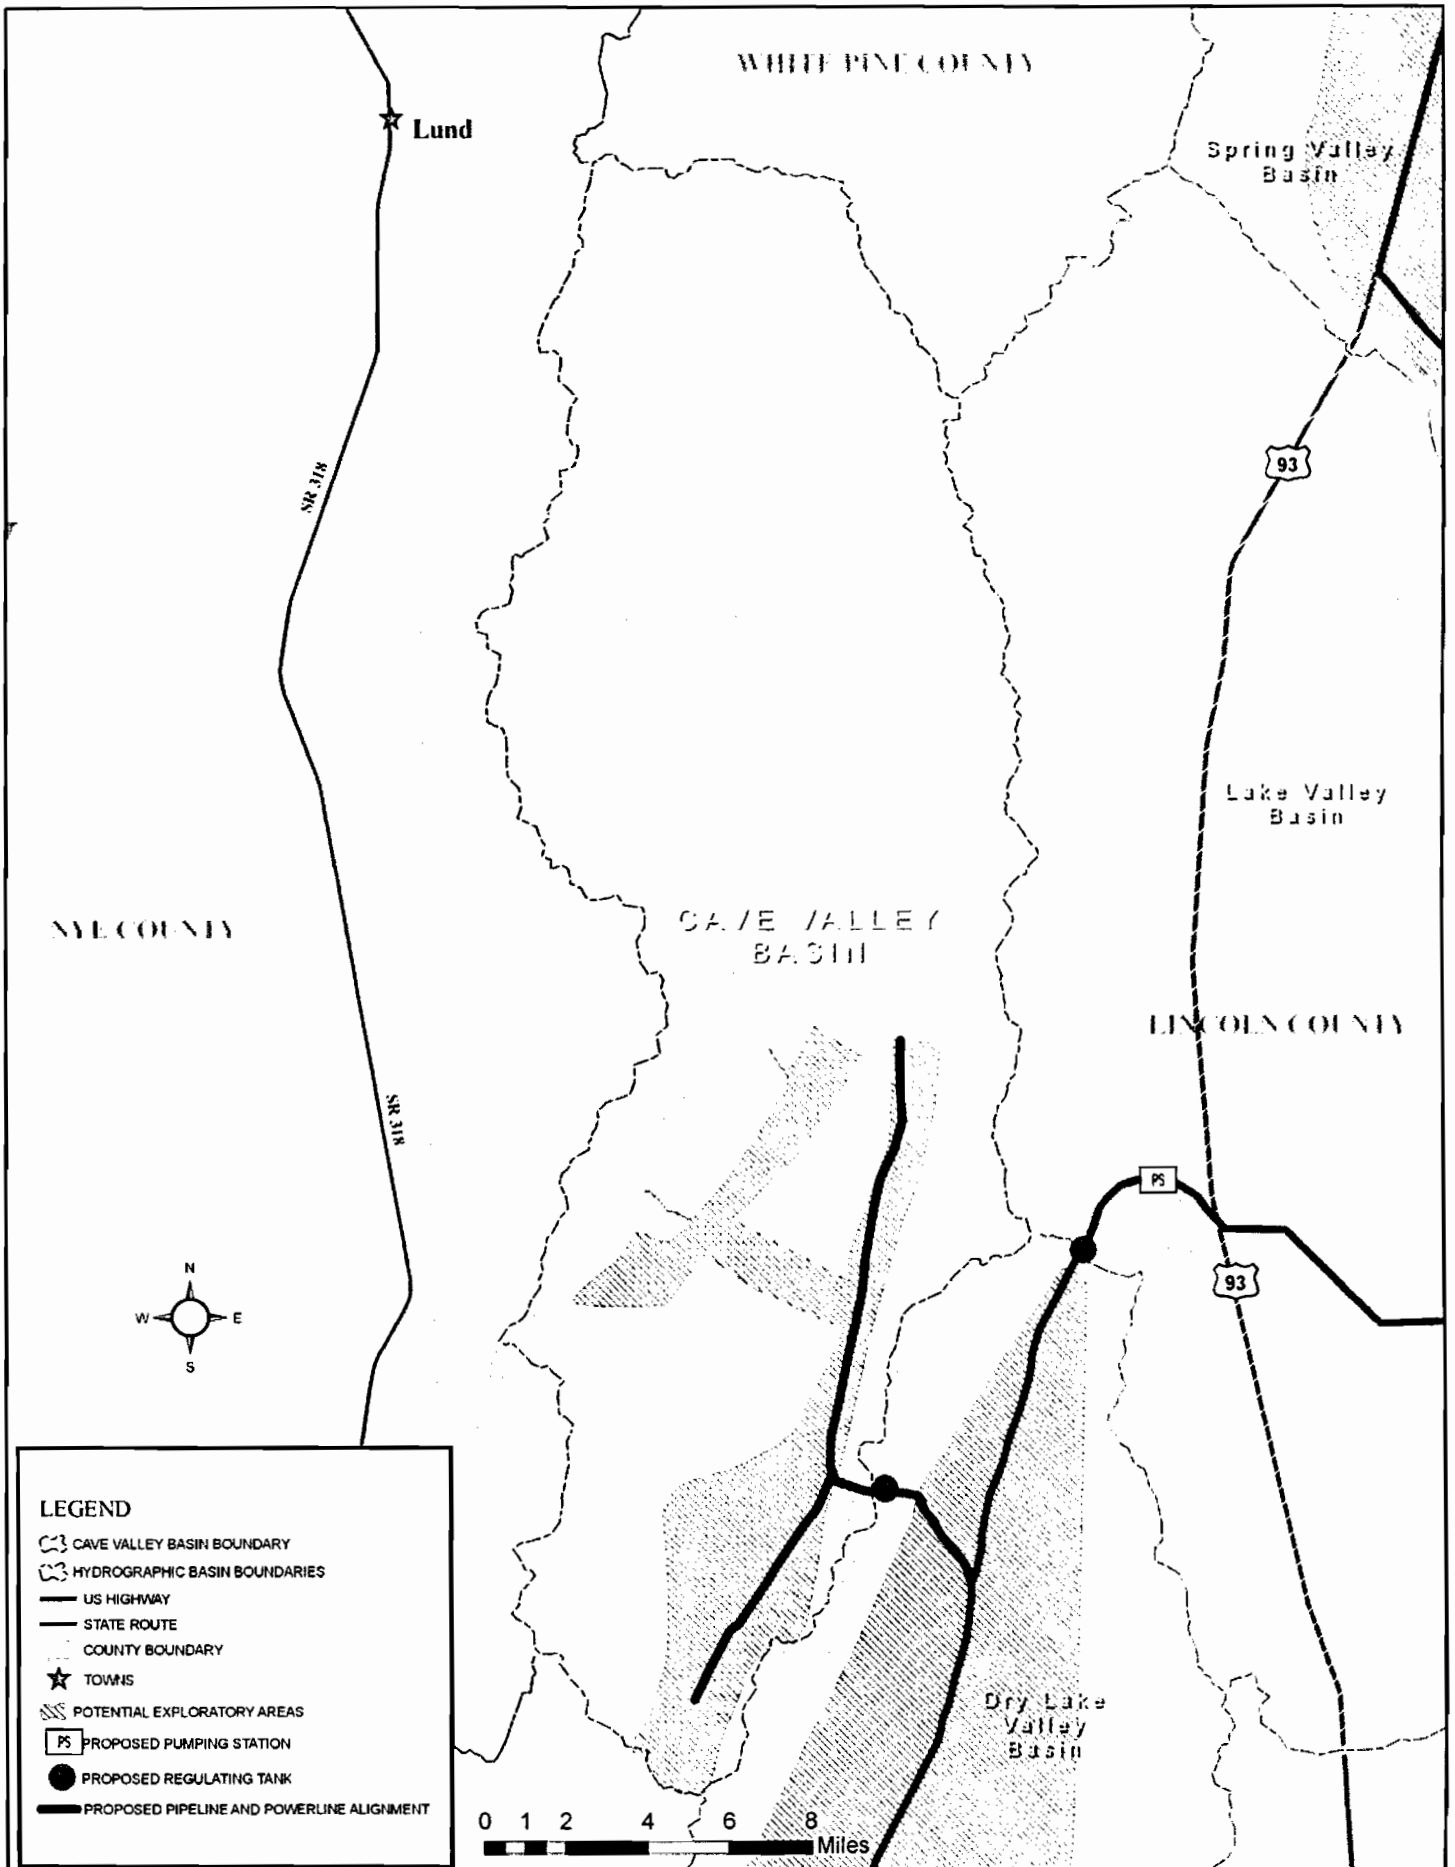 WHITE PINE COUNTY
Lund
Spring Valley
Basin
SR 318
93
Lake Valley
Basin
NYE COUNTY
CAVE VALLEY
BASIN
LINCOLN COUNTY
SR 318
PS
N
W E
S
93
LEGEND
CAVE VALLEY BASIN BOUNDARY
HYDROGRAPHIC BASIN BOUNDARIES
US HIGHWAY
STATE ROUTE
COUNTY BOUNDARY
TOWNS
POTENTIAL EXPLORATORY AREAS
PS PROPOSED PUMPING STATION
PROPOSED REGULATING TANK
PROPOSED PIPELINE AND POWERLINE ALIGNMENT
Dry Lake
Valley
Basin
0 1 2 4 6 8
Miles